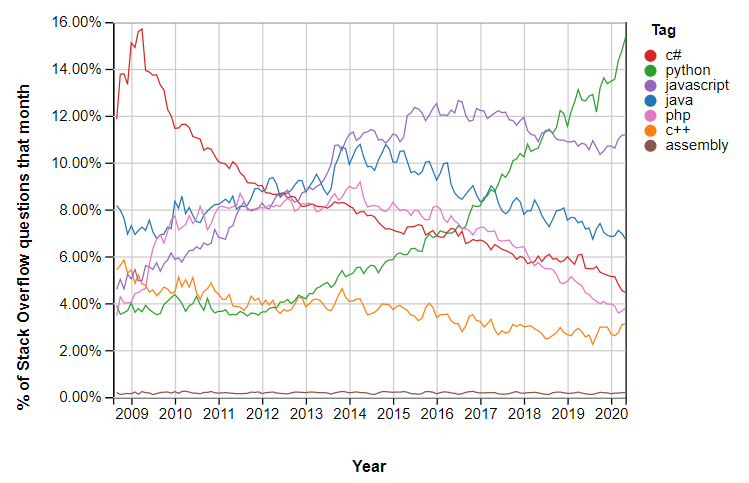 % of Stack Overflow questions that month
16.00%
14.00%
12.00%
10.00%
8.00%
6.00%
4.00%
2.00%
0.00%
2009 2010 2011 2012 2013 2014 2015 2016 2017 2018 2019 2020
Year
Tag
c#
python
javascript
java
php
c++
assembly